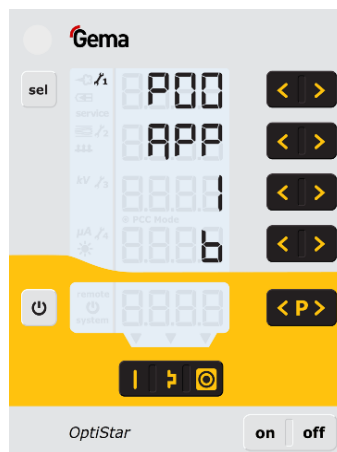 Gema
sel
P00
service
APP
kV
1
PCC Mode
µA
b
remote
system
< P >
OptiStar
on off